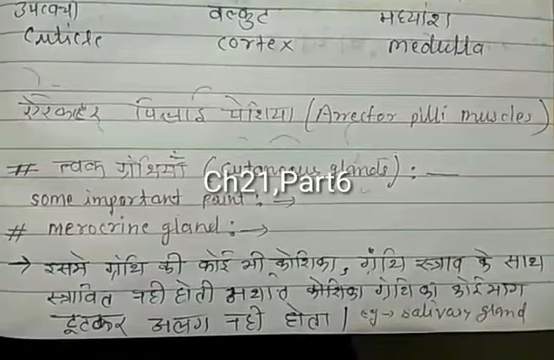 उपत्वचा वल्कुट मध्यांश
Cuticle cortex medulla
ऐरेक्टर पिलाई पेशिया (Arrector pilli muscles)
# त्वक ग्रंथियाँ (Cutaneous glands) : —
Ch21,Part6
some important point : →
# merocrine gland : →
→ इसमे ग्रंथि की कोई भी कोशिका, ग्रंथि स्त्राव के साथ
स्त्रावित नही होती अर्थात कोशिका ग्रंथि का कोई भाग
टूटकर अलग नही होता | eg → salivary gland